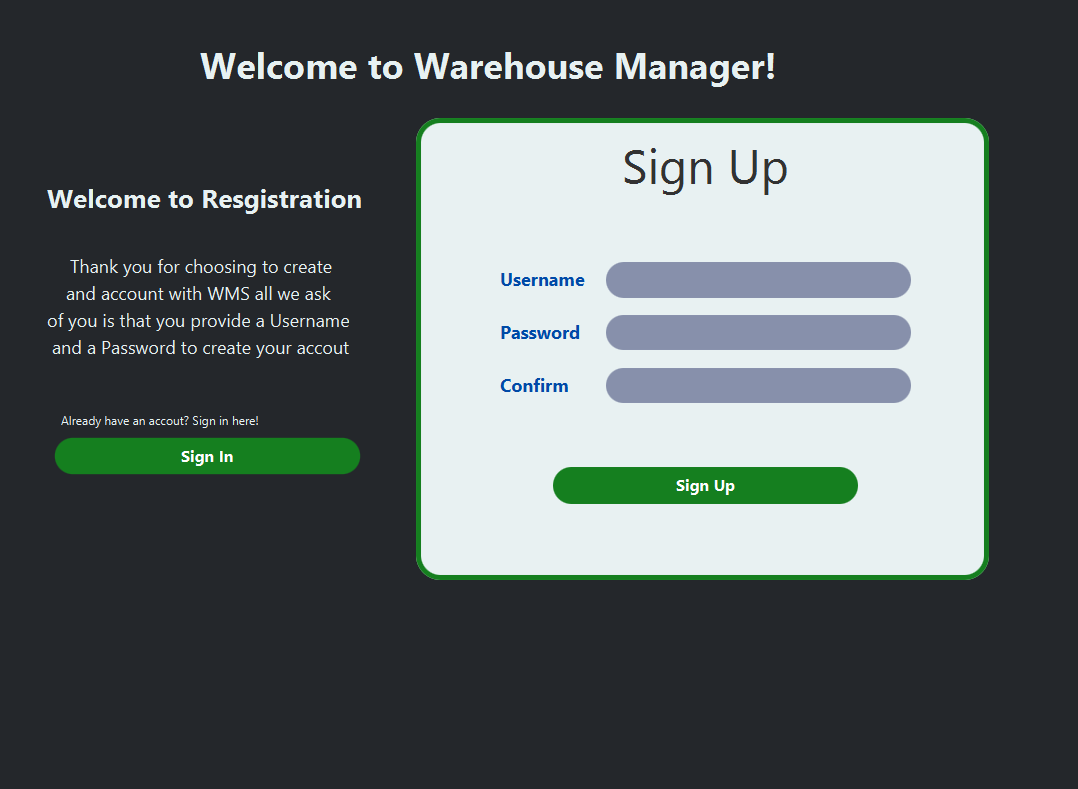 Welcome to Warehouse Manager!
Welcome to Resgistration
Thank you for choosing to create
and account with WMS all we ask
of you is that you provide a Username
and a Password to create your accout
Already have an accout? Sign in here!
Sign In
Sign Up
Username
Password
Confirm
Sign Up